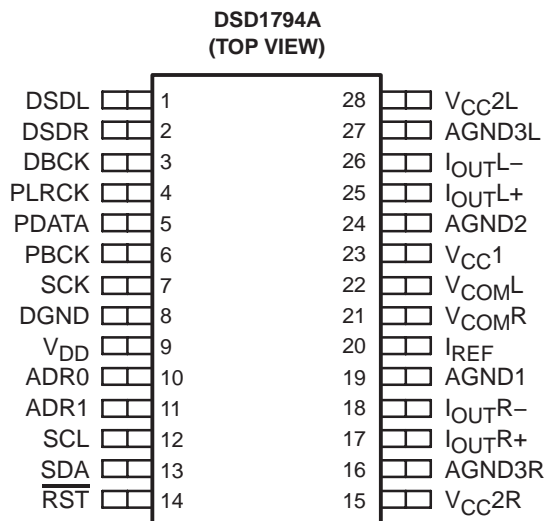 DSD1794A
(TOP VIEW)
DSDL 1 28 VCC2L
DSDR 2 27 AGND3L
DBCK 3 26 IOUTL–
PLRCK 4 25 IOUTL+
PDATA 5 24 AGND2
PBCK 6 23 VCC1
SCK 7 22 VCOML
DGND 8 21 VCOMR
VDD 9 20 IREF
ADR0 10 19 AGND1
ADR1 11 18 IOUTR–
SCL 12 17 IOUTR+
SDA 13 16 AGND3R
RST 14 15 VCC2R